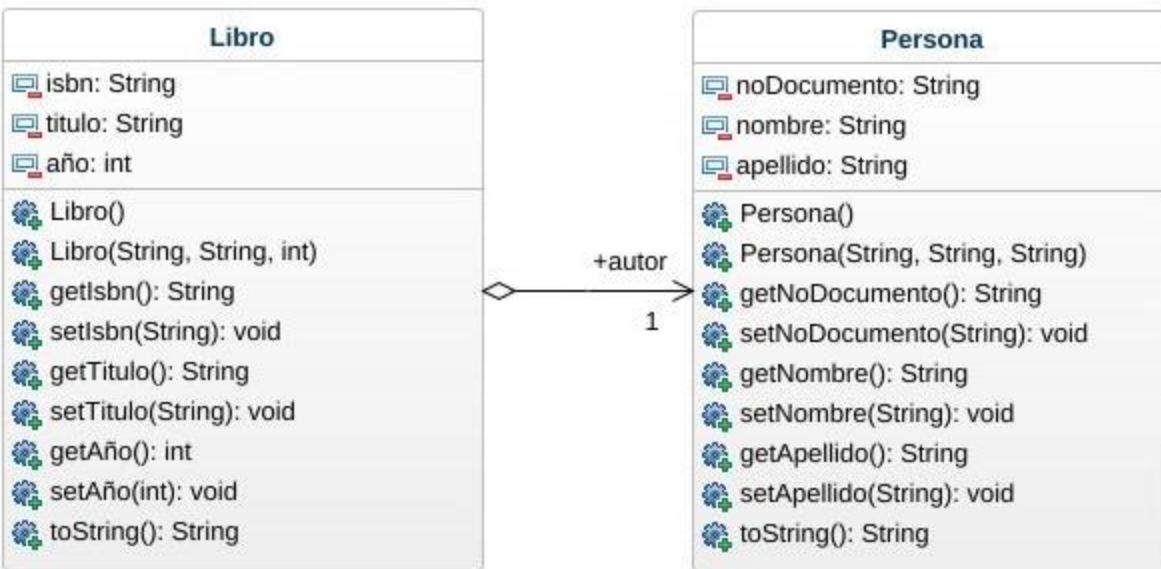 Libro
isbn: String
titulo: String
año: int
Libro()
Libro(String, String, int)
getIsbn(): String
setIsbn(String): void
getTitulo(): String
setTitulo(String): void
getAño(): int
setAño(int): void
toString(): String
+autor
1
Persona
noDocumento: String
nombre: String
apellido: String
Persona()
Persona(String, String, String)
getNoDocumento(): String
setNoDocumento(String): void
getNombre(): String
setNombre(String): void
getApellido(): String
setApellido(String): void
toString(): String